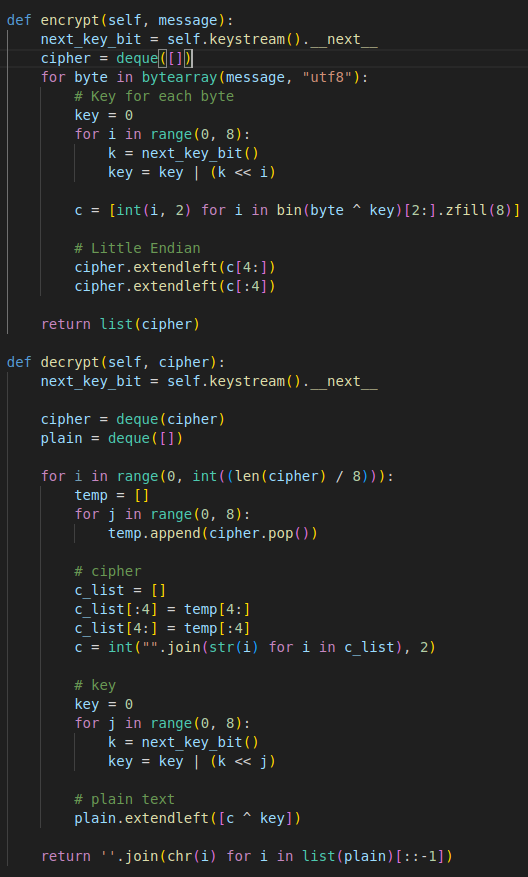 def encrypt(self, message):
    next_key_bit = self.keystream().__next__
    cipher = deque([])
    for byte in bytearray(message, "utf8"):
        # Key for each byte
        key = 0
        for i in range(0, 8):
            k = next_key_bit()
            key = key | (k << i)

        c = [int(i, 2) for i in bin(byte ^ key)[2:].zfill(8)]

        # Little Endian
        cipher.extendleft(c[4:])
        cipher.extendleft(c[:4])

    return list(cipher)

def decrypt(self, cipher):
    next_key_bit = self.keystream().__next__

    cipher = deque(cipher)
    plain = deque([])

    for i in range(0, int((len(cipher) / 8))):
        temp = []
        for j in range(0, 8):
            temp.append(cipher.pop())

        # cipher
        c_list = []
        c_list[:4] = temp[4:]
        c_list[4:] = temp[:4]
        c = int("".join(str(i) for i in c_list), 2)

        # key
        key = 0
        for j in range(0, 8):
            k = next_key_bit()
            key = key | (k << j)

        # plain text
        plain.extendleft([c ^ key])

    return ''.join(chr(i) for i in list(plain)[::-1])